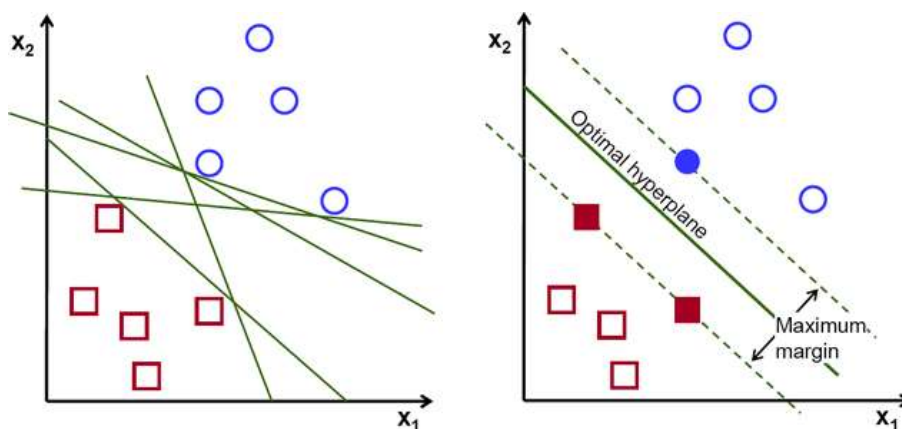 X₂
X₁
X₂
Optimal hyperplane
Maximum
margin
X₁